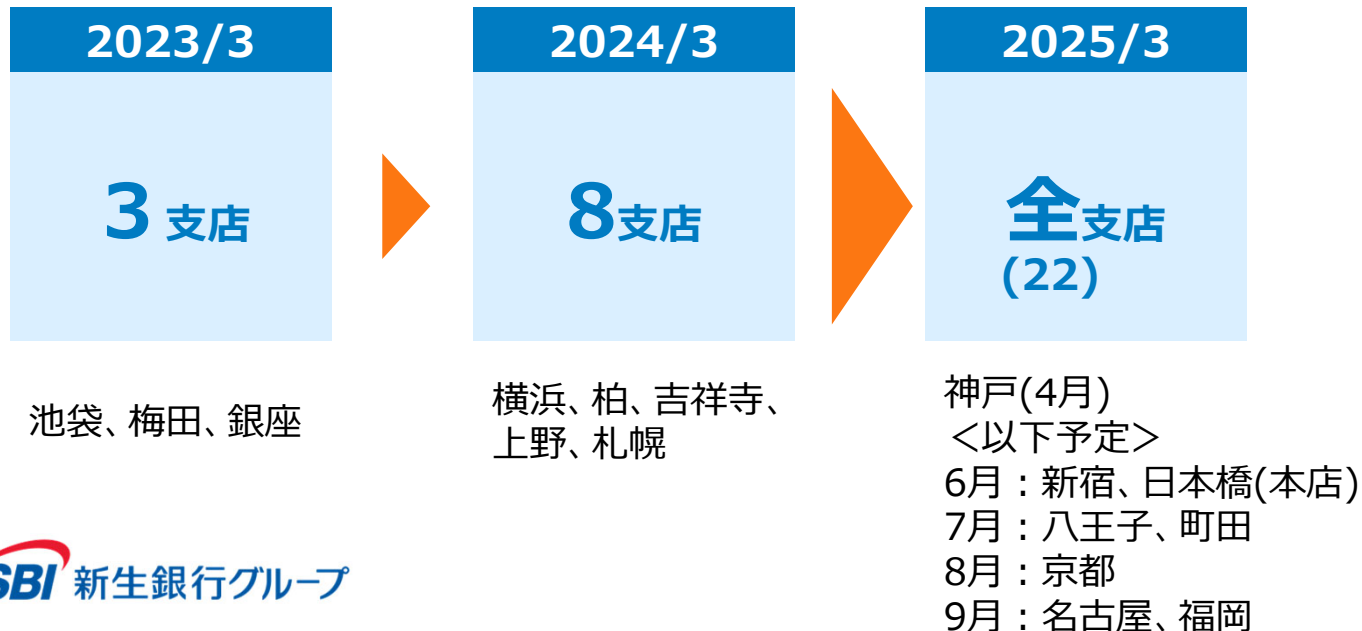 2023/3
3 支店
池袋、梅田、銀座
2024/3
8支店
横浜、柏、吉祥寺、
上野、札幌
2025/3
全支店
(22)
神戸(4月)
＜以下予定＞
6月：新宿、日本橋(本店)
7月：八王子、町田
8月：京都
9月：名古屋、福岡
SBI 新生銀行グループ